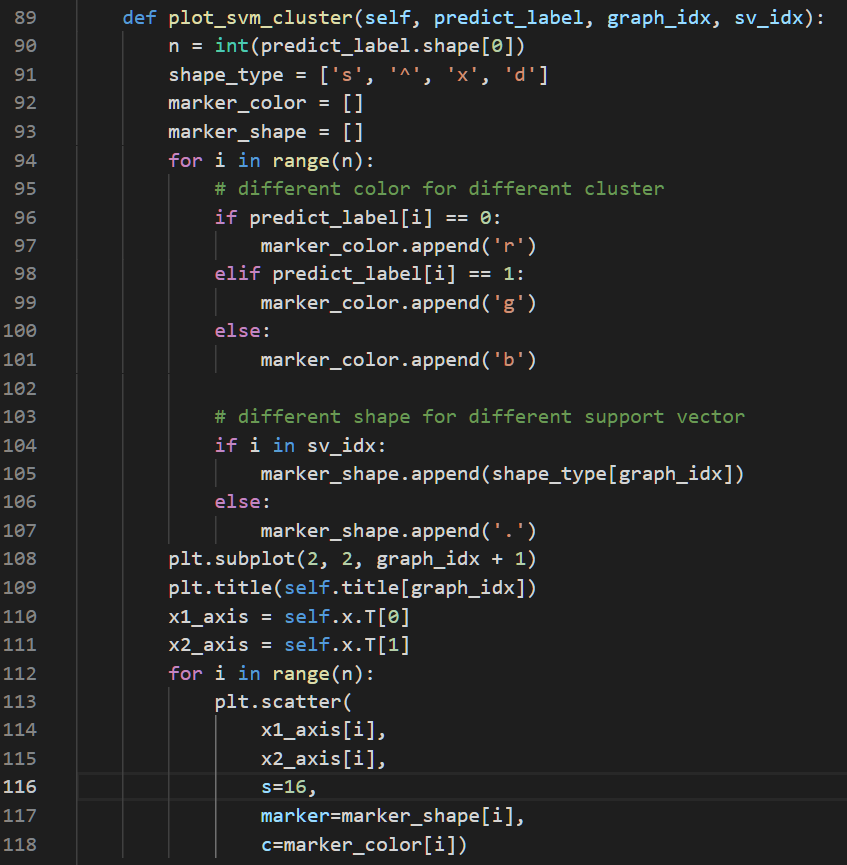 89 def plot_svm_cluster(self, predict_label, graph_idx, sv_idx):
90 n = int(predict_label.shape[0])
91 shape_type = ['s', '^', 'x', 'd']
92 marker_color = []
93 marker_shape = []
94 for i in range(n):
95 # different color for different cluster
96 if predict_label[i] == 0:
97 marker_color.append('r')
98 elif predict_label[i] == 1:
99 marker_color.append('g')
100 else:
101 marker_color.append('b')
102
103 # different shape for different support vector
104 if i in sv_idx:
105 marker_shape.append(shape_type[graph_idx])
106 else:
107 marker_shape.append('.')
108 plt.subplot(2, 2, graph_idx + 1)
109 plt.title(self.title[graph_idx])
110 x1_axis = self.x.T[0]
111 x2_axis = self.x.T[1]
112 for i in range(n):
113 plt.scatter(
114 x1_axis[i],
115 x2_axis[i],
116 s=16,
117 marker=marker_shape[i],
118 c=marker_color[i])